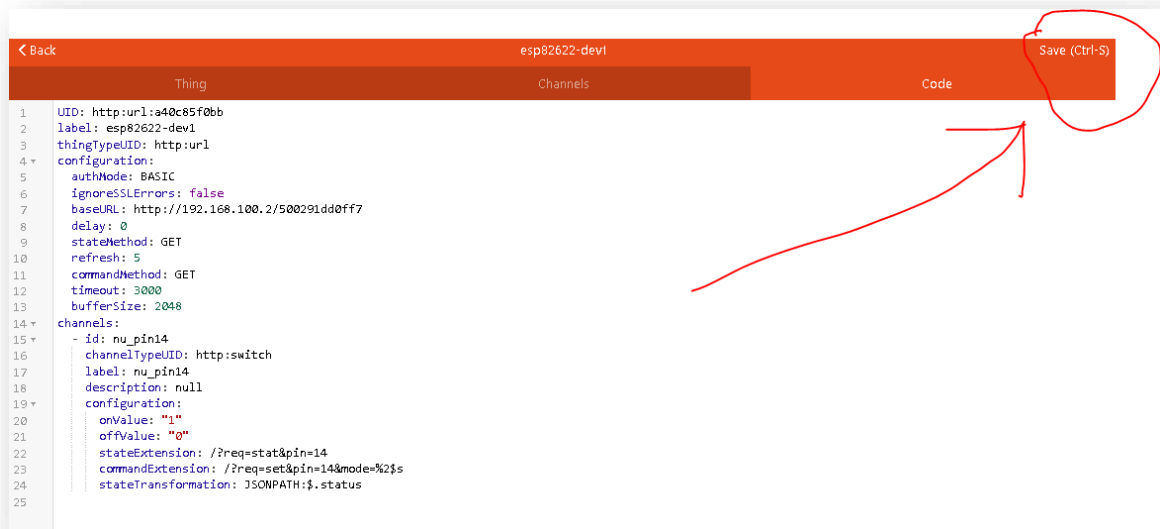 Back
esp82622-dev1
Save (Ctrl-S)
Thing
Channels
Code
1 UID: http:url:a40c85f0bb
2 label: esp82622-dev1
3 thingTypeUID: http:url
4 configuration:
5 authMode: BASIC
6 ignoreSSLErrors: false
7 baseURL: http://192.168.100.2/500291dd0ff7
8 delay: 0
9 stateMethod: GET
10 refresh: 5
11 commandMethod: GET
12 timeout: 3000
13 bufferSize: 2048
14 channels:
15 - id: nu_pin14
16 channelTypeUID: http:switch
17 label: nu_pin14
18 description: null
19 configuration:
20 onValue: "1"
21 offValue: "0"
22 stateExtension: /?req=stat&pin=14
23 commandExtension: /?req=set&pin=14&mode=%2$s
24 stateTransformation: JSONPATH:$.status
25